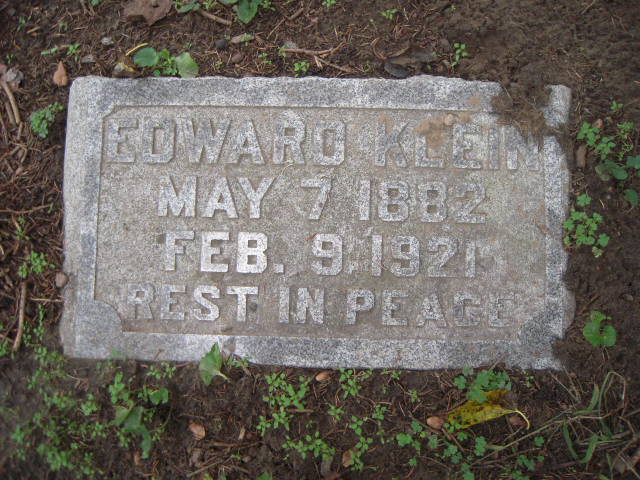 EDWARD KLEIN
MAY 7 1882
FEB. 9. 1921
REST IN PEACE